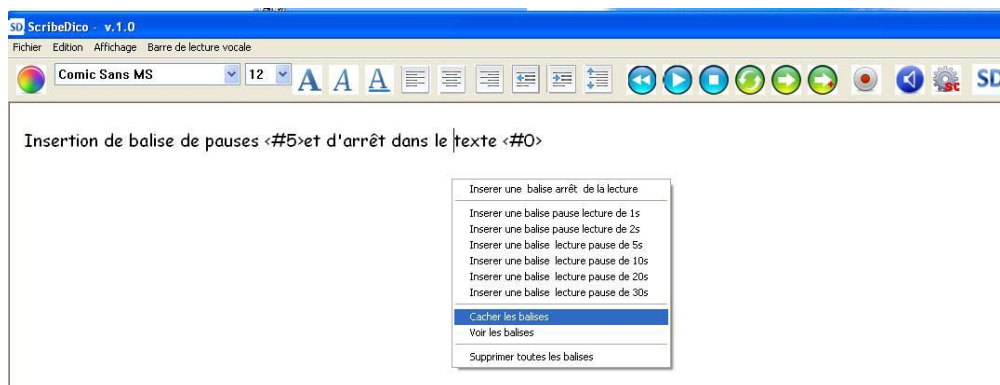 SD ScribeDico - v.1.0
Fichier Edition Affichage Barre de lecture vocale
Comic Sans MS 12 A A A SC SD
Insertion de balise de pauses <#5>et d'arrêt dans le texte <#0>
Inserer une balise arrêt de la lecture
Inserer une balise pause lecture de 1s
Inserer une balise pause lecture de 2s
Inserer une balise lecture pause de 5s
Inserer une balise lecture pause de 10s
Inserer une balise lecture pause de 20s
Inserer une balise lecture pause de 30s
Cacher les balises
Voir les balises
Supprimer toutes les balises